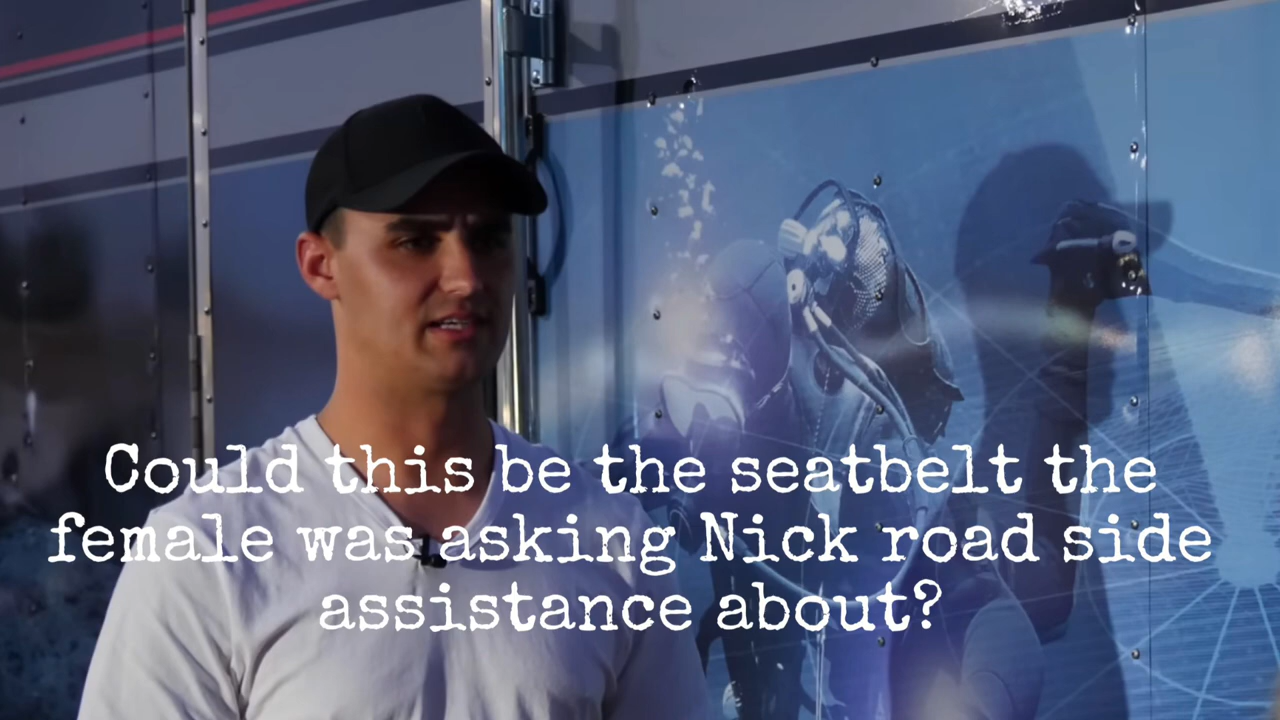 Could this be the seatbelt the
female was asking Nick road side
assistance about?